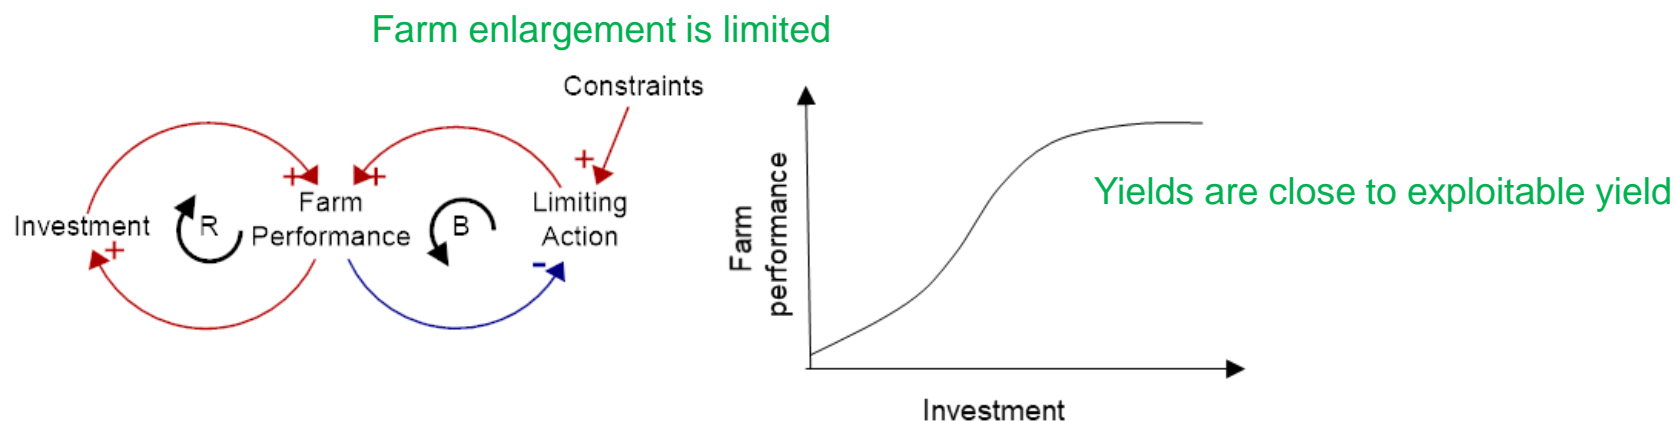 Farm enlargement is limited
Constraints
+
+
+
Farm
Performance
Limiting
Action
Investment
+
R
B
-
Farm
performance
Yields are close to exploitable yield
Investment